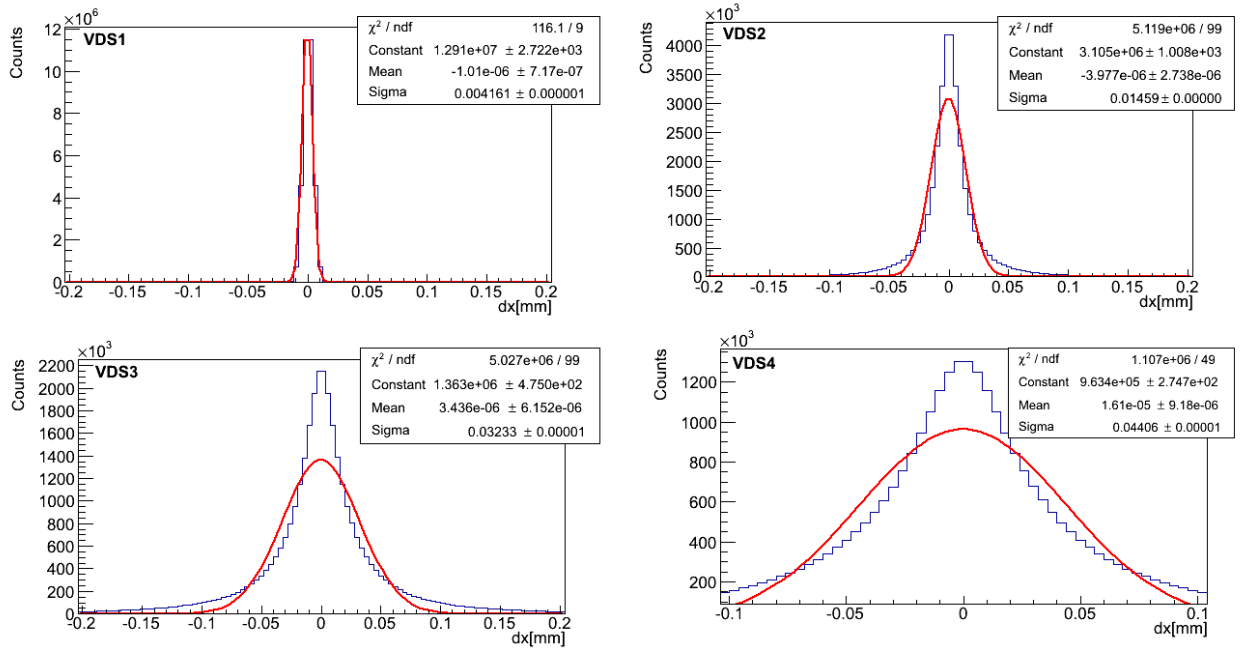 ×10⁶
VDS1
χ² / ndf 116.1 / 9
Constant 1.291e+07 ± 2.722e+03
Mean -1.01e-06 ± 7.17e-07
Sigma 0.004161 ± 0.000001
Counts
12
10
8
6
4
2
0
-0.2 -0.15 -0.1 -0.05 0 0.05 0.1 0.15 0.2
dx[mm]
×10³
VDS2
χ² / ndf 5.119e+06 / 99
Constant 3.105e+06 ± 1.008e+03
Mean -3.977e-06 ± 2.738e-06
Sigma 0.01459 ± 0.00000
Counts
4000
3500
3000
2500
2000
1500
1000
500
0
-0.2 -0.15 -0.1 -0.05 0 0.05 0.1 0.15 0.2
dx[mm]
×10³
VDS3
χ² / ndf 5.027e+06 / 99
Constant 1.363e+06 ± 4.750e+02
Mean 3.436e-06 ± 6.152e-06
Sigma 0.03233 ± 0.00001
Counts
2200
2000
1800
1600
1400
1200
1000
800
600
400
200
0
-0.2 -0.15 -0.1 -0.05 0 0.05 0.1 0.15 0.2
dx[mm]
×10³
VDS4
χ² / ndf 1.107e+06 / 49
Constant 9.634e+05 ± 2.747e+02
Mean 1.61e-05 ± 9.18e-06
Sigma 0.04406 ± 0.00001
Counts
1200
1000
800
600
400
200
-0.1 -0.05 0 0.05 0.1
dx[mm]